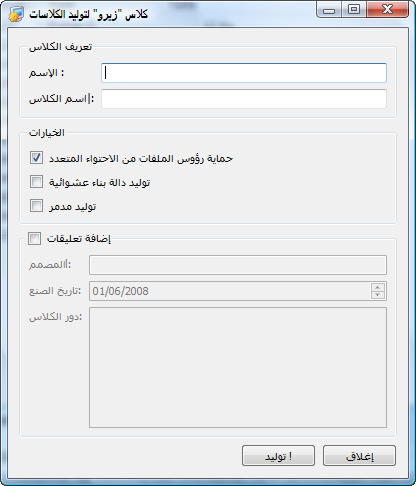 كلاس "زيرو" لتوليد الكلاسات
تعريف الكلاس
الإسم :
إسم الكلاس:
الخيارات
حماية رؤوس الملفات من الاحتواء المتعدد
توليد دالة بناء عشوائية
توليد مدمر
إضافة تعليقات
المصمم:
تاريخ الصنع:
01/06/2008
دور الكلاس:
توليد !
إغلاق